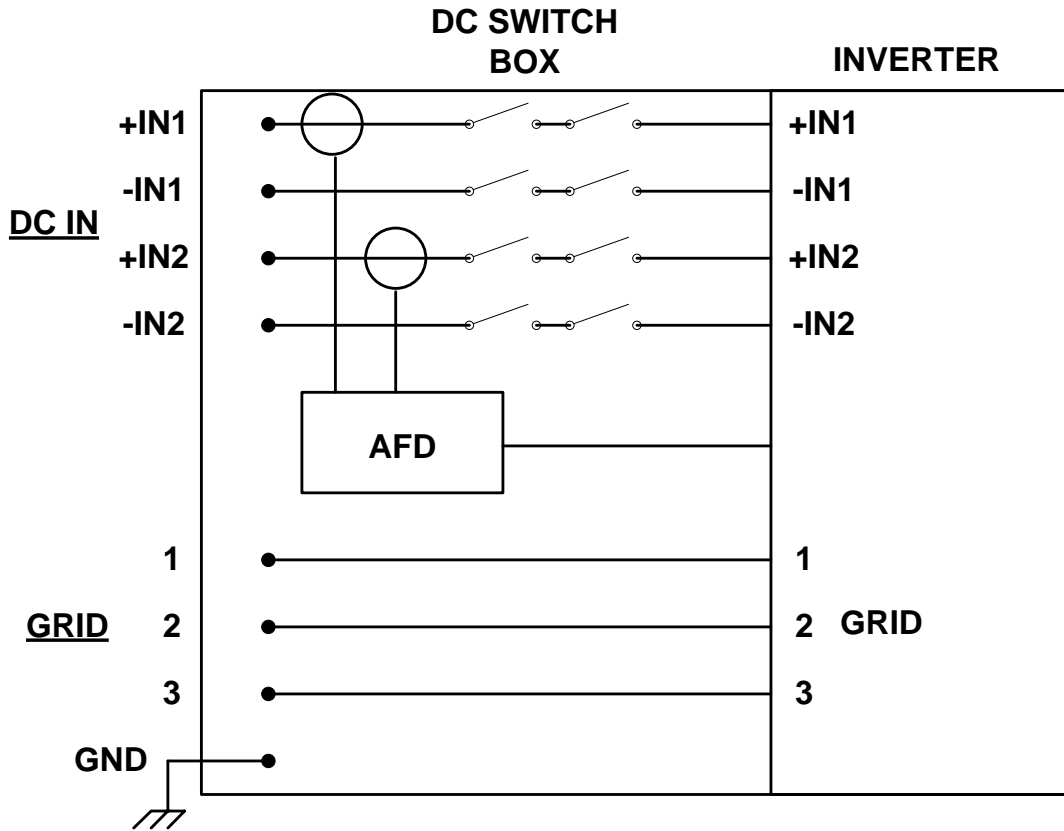 DC SWITCH
BOX
INVERTER
+IN1
+IN1
-IN1
-IN1
DC IN
+IN2
+IN2
-IN2
-IN2
AFD
1
1
GRID
2
2 GRID
3
3
GND